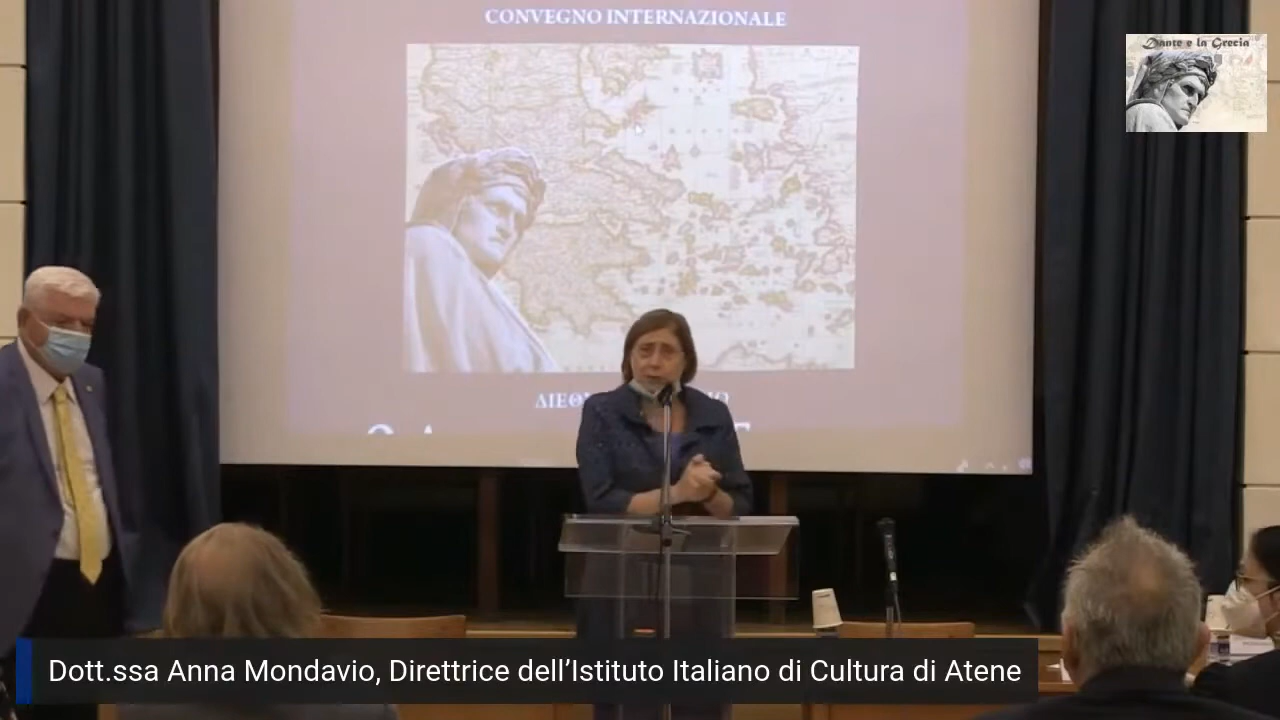 CONVEGNO INTERNAZIONALE
Dante e la Grecia
Dott.ssa Anna Mondavio, Direttrice dell’Istituto Italiano di Cultura di Atene